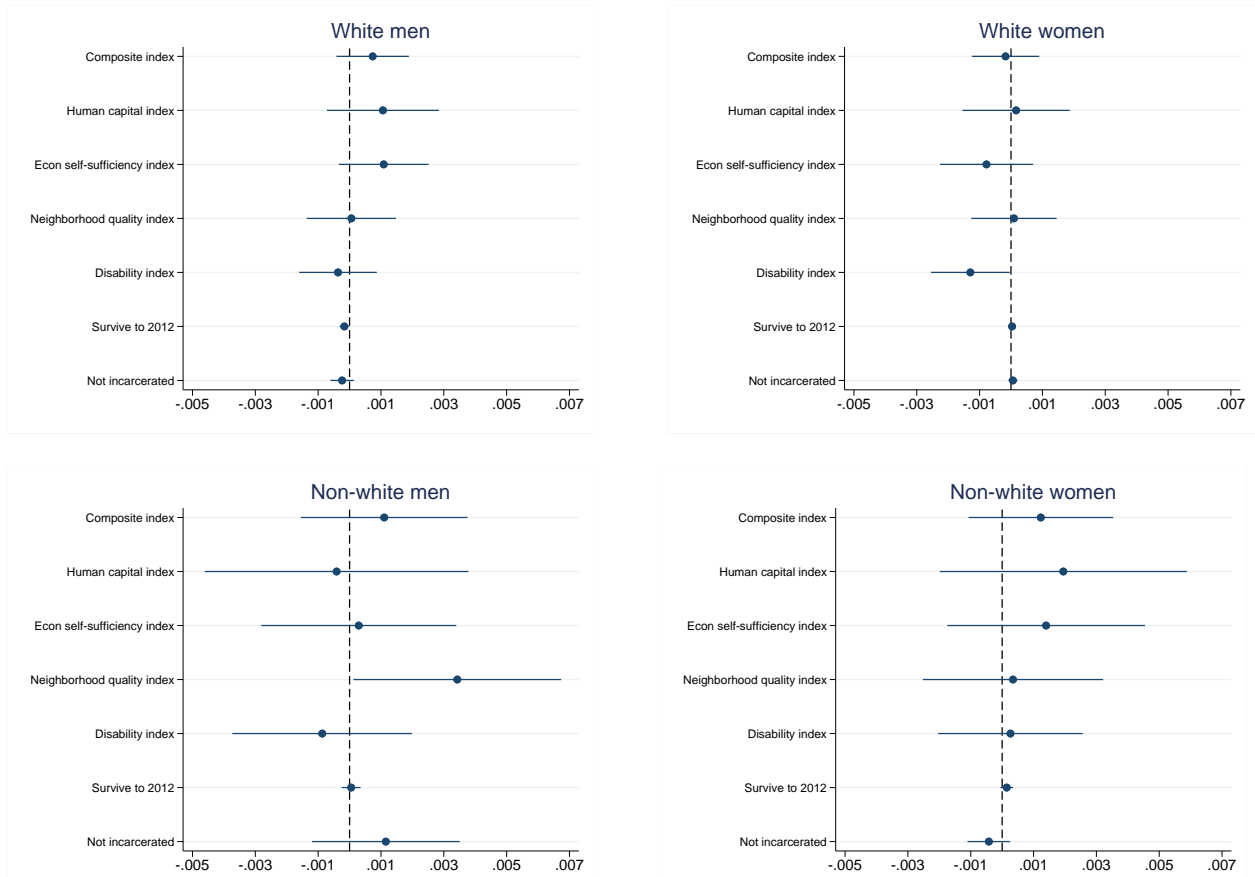 White men
Composite index
Human capital index
Econ self-sufficiency index
Neighborhood quality index
Disability index
Survive to 2012
Not incarcerated
-.005 -.003 -.001 .001 .003 .005 .007
White women
Composite index
Human capital index
Econ self-sufficiency index
Neighborhood quality index
Disability index
Survive to 2012
Not incarcerated
-.005 -.003 -.001 .001 .003 .005 .007
Non-white men
Composite index
Human capital index
Econ self-sufficiency index
Neighborhood quality index
Disability index
Survive to 2012
Not incarcerated
-.005 -.003 -.001 .001 .003 .005 .007
Non-white women
Composite index
Human capital index
Econ self-sufficiency index
Neighborhood quality index
Disability index
Survive to 2012
Not incarcerated
-.005 -.003 -.001 .001 .003 .005 .007